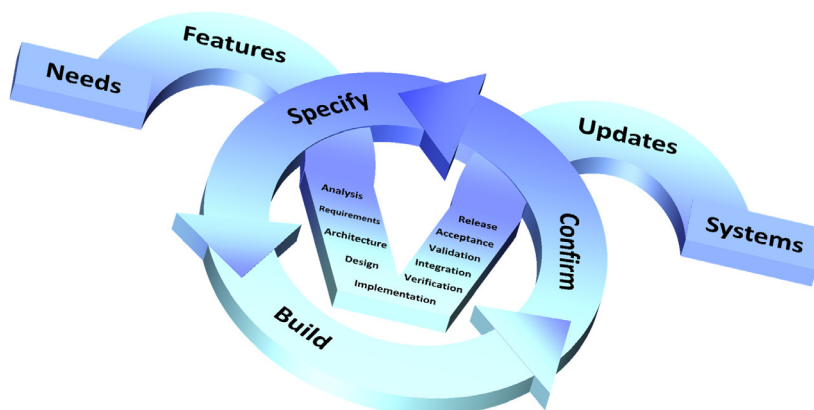 Needs
Features
Specify
Build
Confirm
Analysis
Requirements
Architecture
Design
Implementation
Verification
Integration
Validation
Acceptance
Release
Updates
Systems